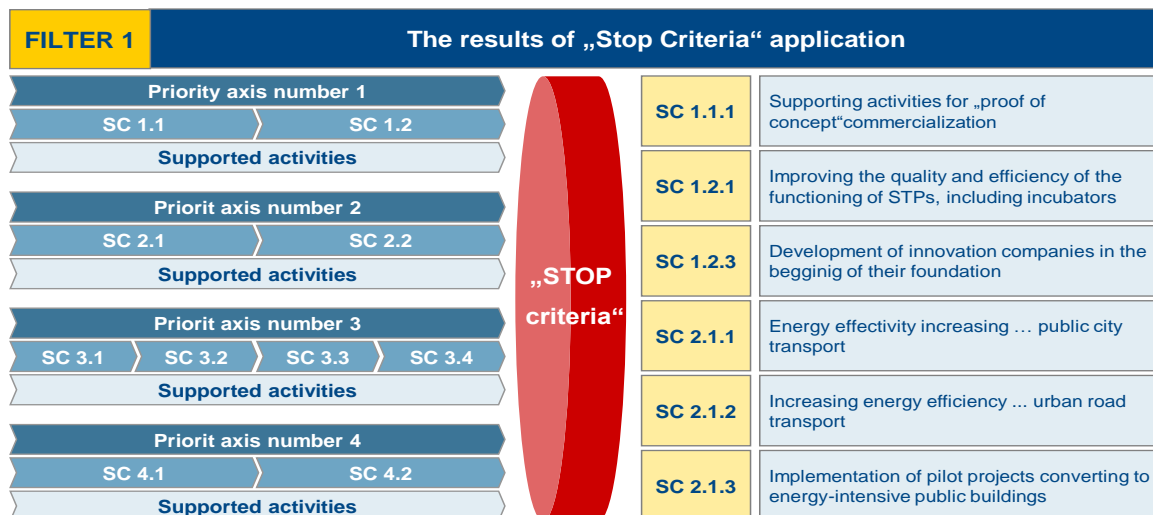 FILTER 1
The results of „Stop Criteria“ application
Priority axis number 1
SC 1.1
SC 1.2
Supported activities
Priorit axis number 2
SC 2.1
SC 2.2
Supported activities
Priorit axis number 3
SC 3.1
SC 3.2
SC 3.3
SC 3.4
Supported activities
Priorit axis number 4
SC 4.1
SC 4.2
Supported activities
„STOP
criteria“
SC 1.1.1
Supporting activities for „proof of
concept“commercialization
SC 1.2.1
Improving the quality and efficiency of the
functioning of STPs, including incubators
SC 1.2.3
Development of innovation companies in the
begginig of their foundation
SC 2.1.1
Energy effectivity increasing … public city
transport
SC 2.1.2
Increasing energy efficiency ... urban road
transport
SC 2.1.3
Implementation of pilot projects converting to
energy-intensive public buildings